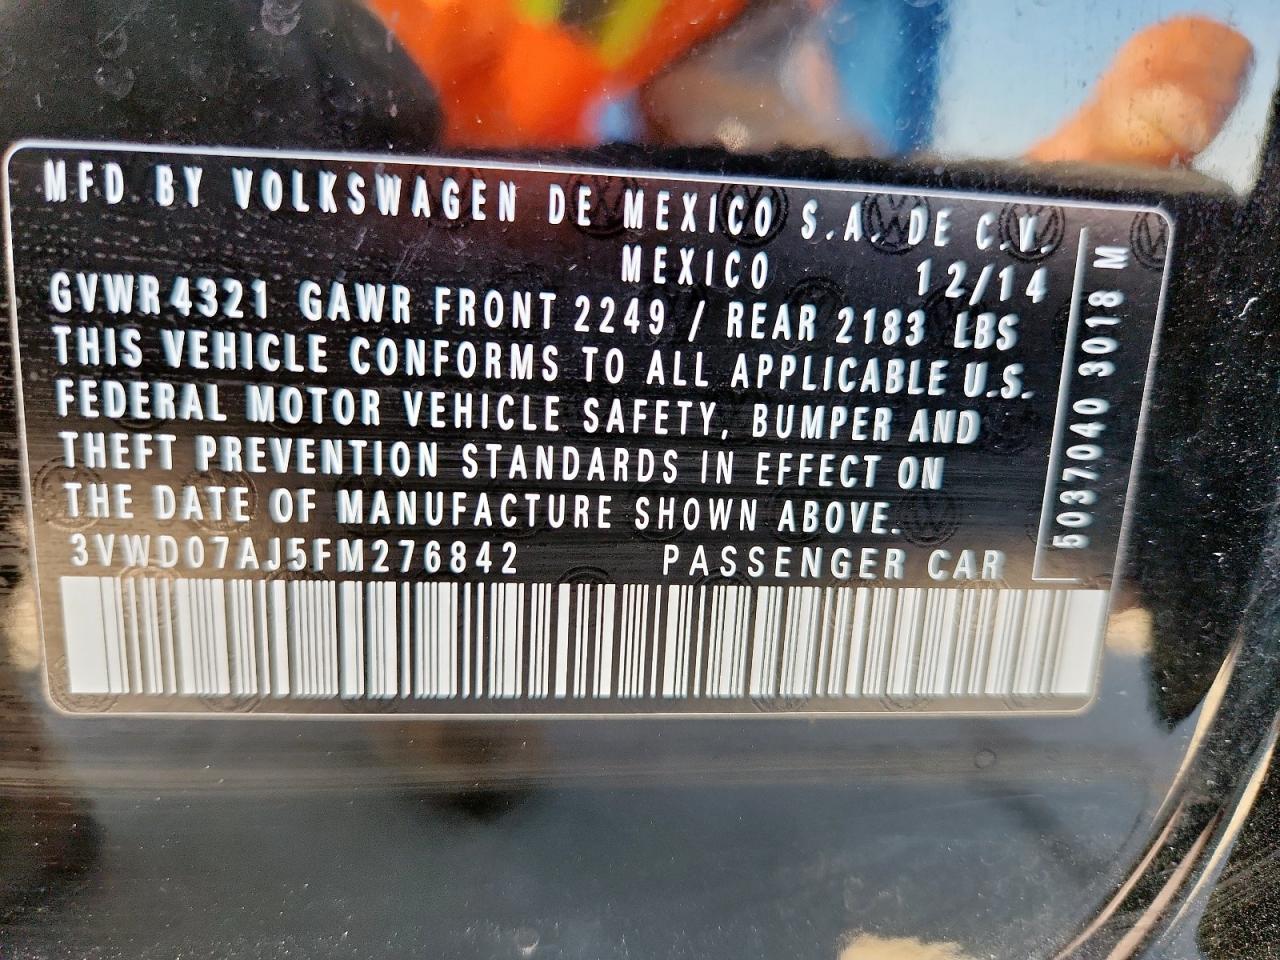 MFD BY VOLKSWAGEN DE MEXICO S.A. DE C.V.
MEXICO 12/14
GVWR 4321 GAWR FRONT 2249 / REAR 2183 LBS
THIS VEHICLE CONFORMS TO ALL APPLICABLE U.S.
FEDERAL MOTOR VEHICLE SAFETY, BUMPER AND
THEFT PREVENTION STANDARDS IN EFFECT ON
THE DATE OF MANUFACTURE SHOWN ABOVE.
3VWD07AJ5FM276842 PASSENGER CAR
5037040 3018 M